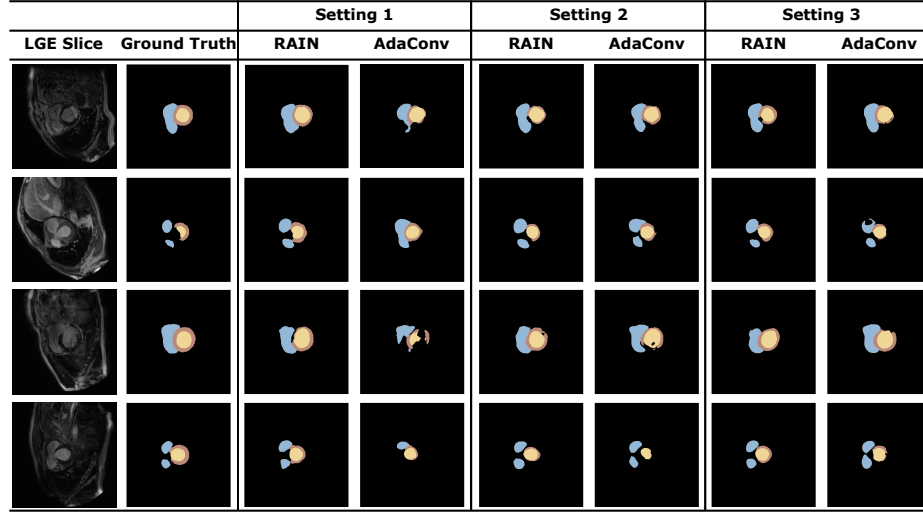 Setting 1 Setting 2 Setting 3
LGE Slice Ground Truth RAIN AdaConv RAIN AdaConv RAIN AdaConv